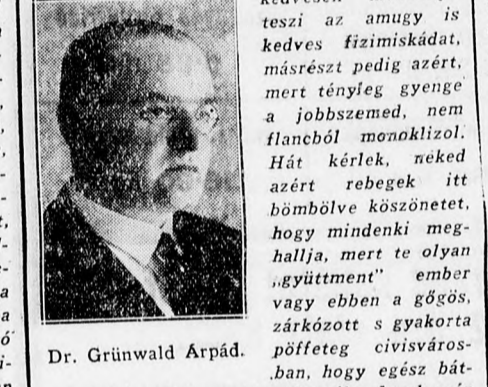 teszi az amugy is
kedves fizimiskádat,
másrészt pedig azért,
mert tényleg gyenge
a jobbszemed, nem
flancból monoklizol.
Hát kérlek, neked
azért rebegek itt
bömbölve köszönetet,
hogy mindenki meg-
hallja, mert te olyan
„gyüttment" ember
vagy ebben a gőgös,
zárkózott s gyakorta
pöffeteg civisváros-
ban, hogy egész bát-
Dr. Grünwald Árpád.